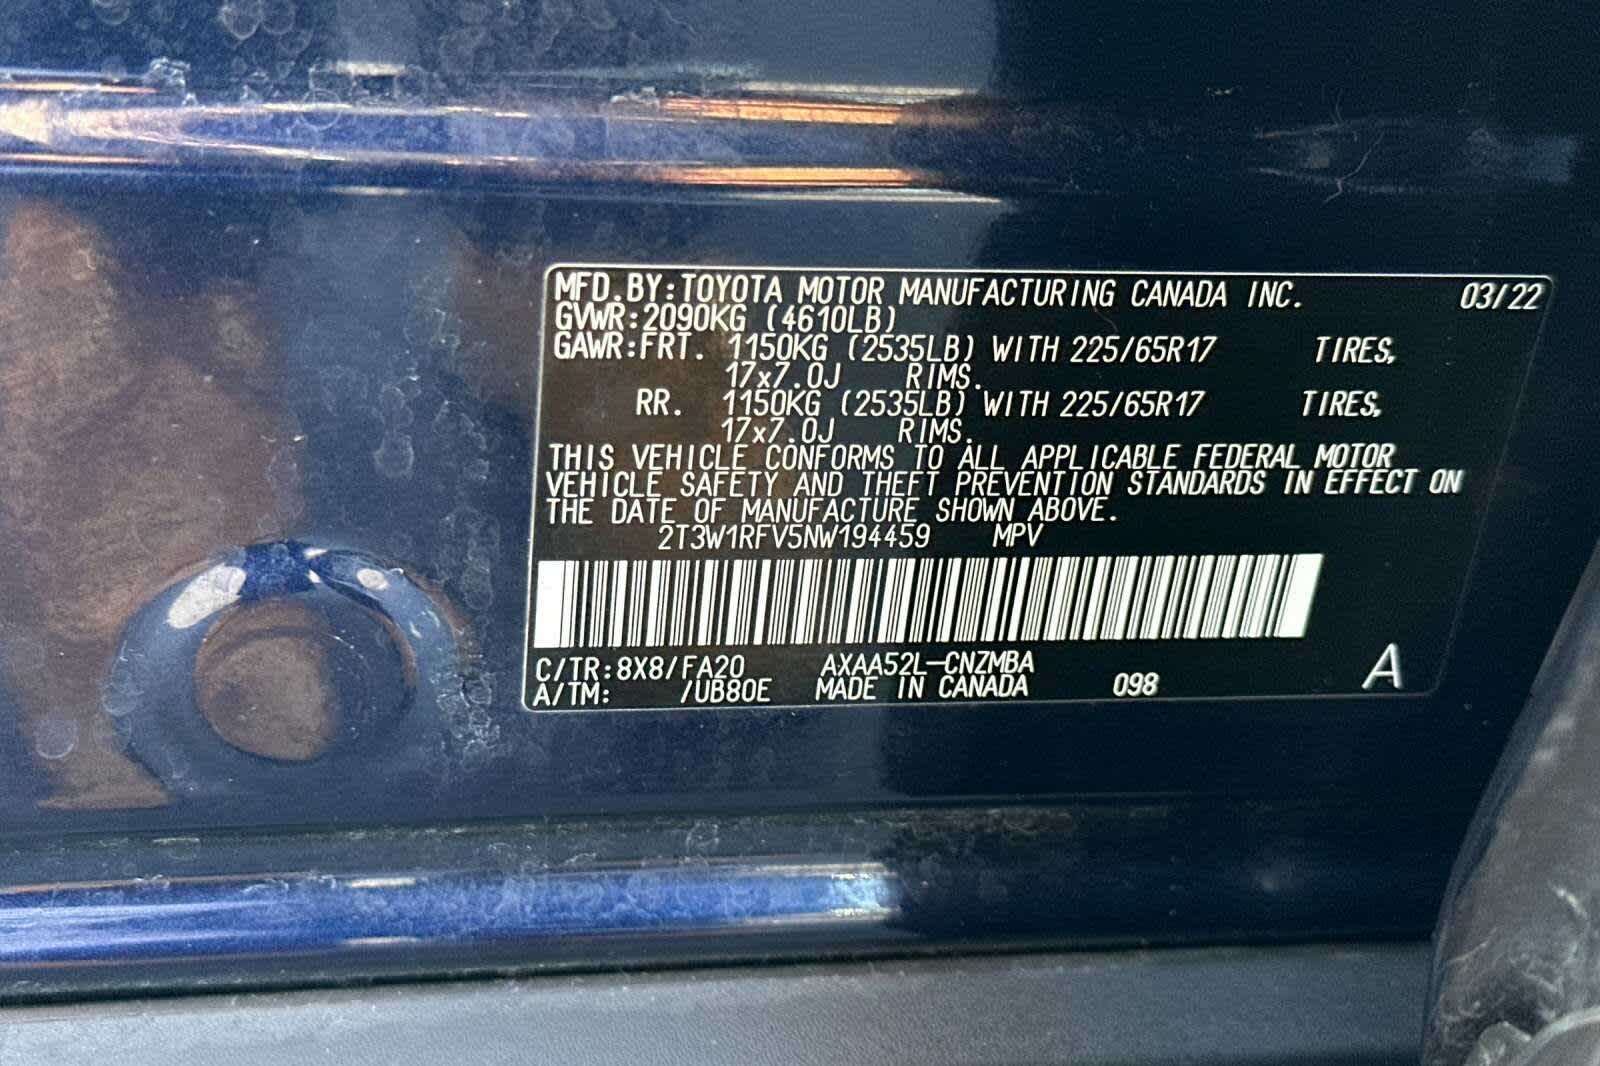 MFD.BY:TOYOTA MOTOR MANUFACTURING CANADA INC. 03/22
GVWR:2090KG (4610LB)
GAWR:FRT. 1150KG (2535LB) WITH 225/65R17 TIRES,
17x7.0J RIMS.
RR. 1150KG (2535LB) WITH 225/65R17 TIRES,
17x7.0J RIMS.
THIS VEHICLE CONFORMS TO ALL APPLICABLE FEDERAL MOTOR
VEHICLE SAFETY AND THEFT PREVENTION STANDARDS IN EFFECT ON
THE DATE OF MANUFACTURE SHOWN ABOVE.
2T3W1RFV5NW194459 MPV
C/TR:8X8/FA20 AXAA52L-CNZMBA
A/TM: /UB80E MADE IN CANADA 098 A